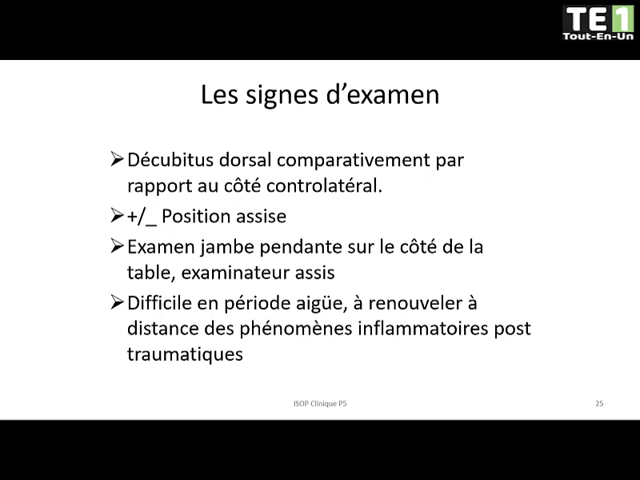 TE1
Tout-En-Un
Les signes d’examen
➢Décubitus dorsal comparativement par
rapport au côté controlatéral.
➢+/_ Position assise
➢Examen jambe pendante sur le côté de la
table, examinateur assis
➢Difficile en période aigüe, à renouveler à
distance des phénomènes inflammatoires post
traumatiques
ISOP Clinique P5
25